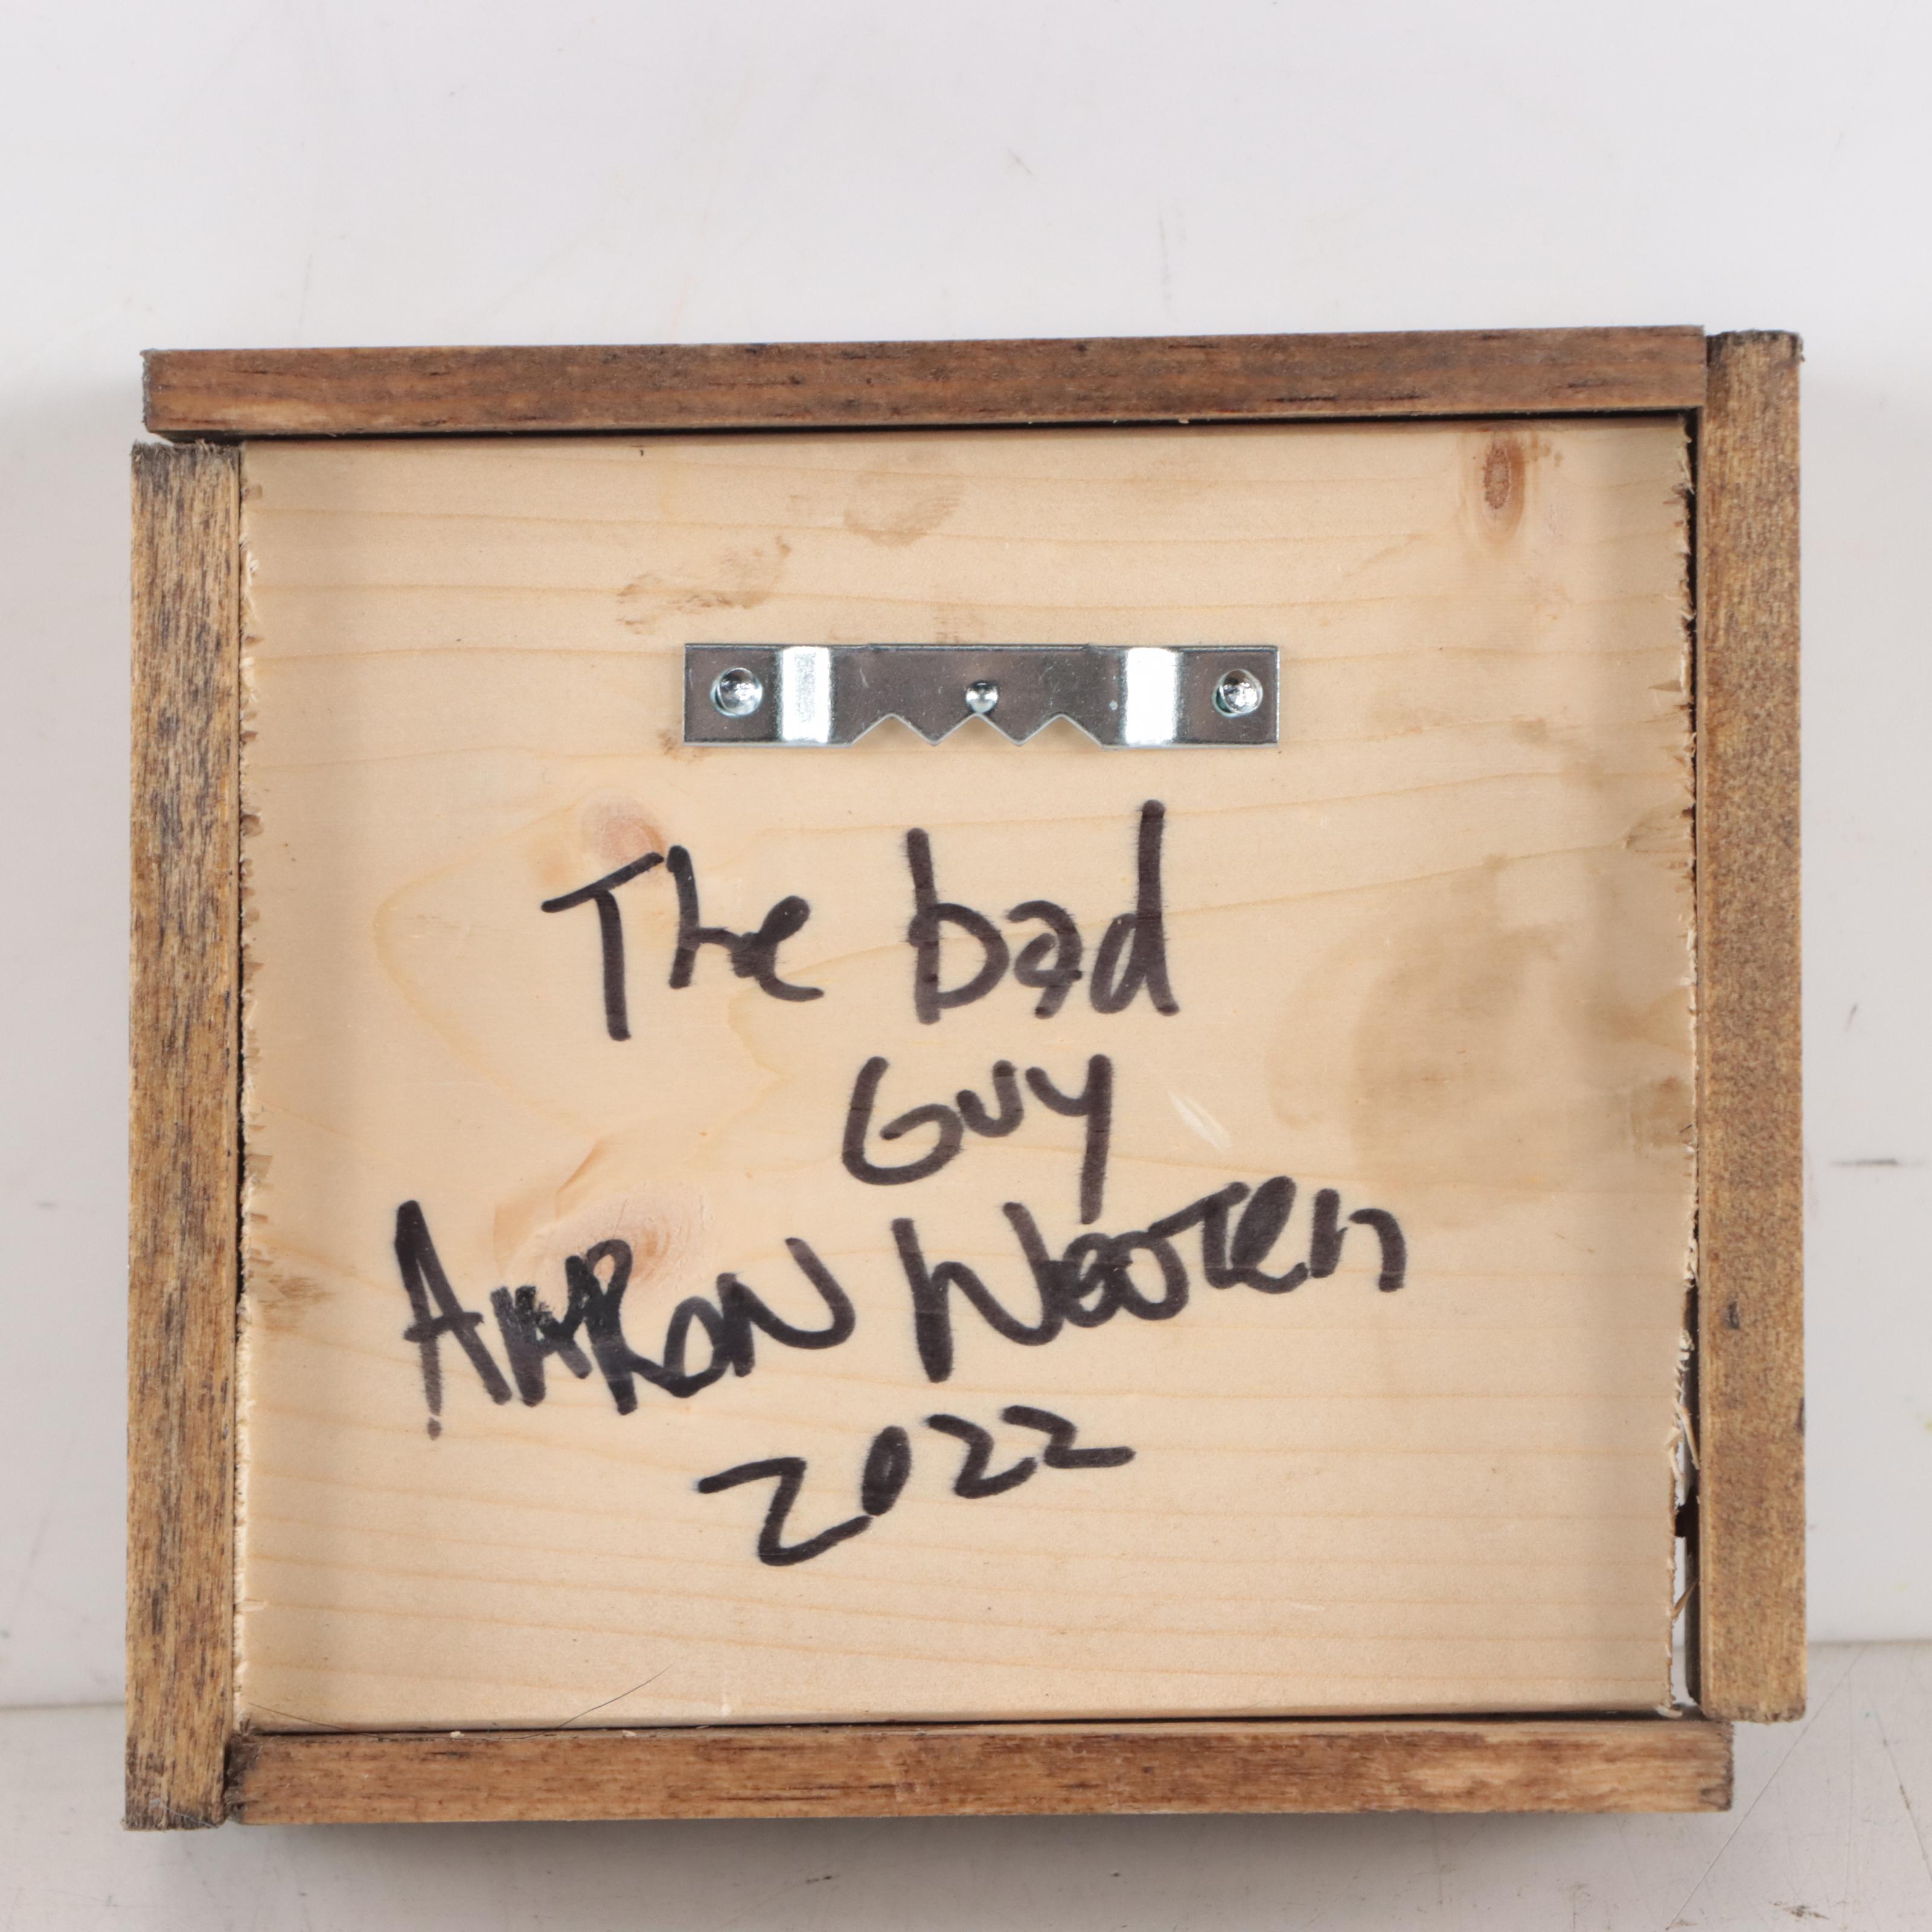 The bad
Guy
AARON WOOTEN
2022